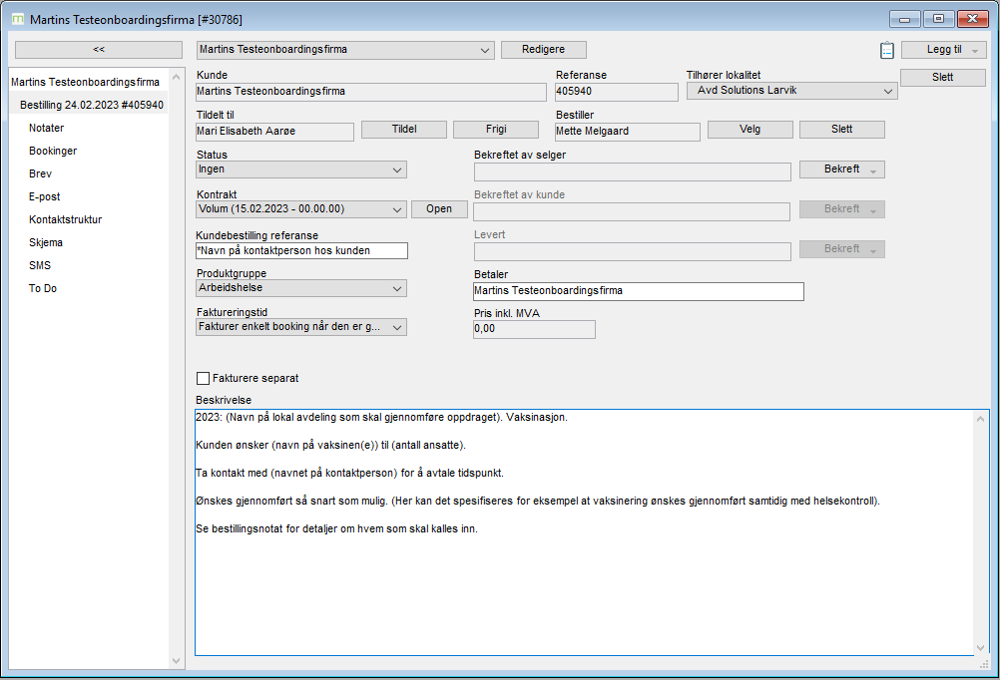 m Martins Testeonboardingsfirma [#30786]
<< Martins Testeonboardingsfirma Redigere Legg til
Martins Testeonboardingsfirma
Bestilling 24.02.2023 #405940
Notater
Bookinger
Brev
E-post
Kontaktstruktur
Skjema
SMS
To Do
Kunde Referanse Tilhører lokalitet Slett
Martins Testeonboardingsfirma 405940 Avd Solutions Larvik
Tildelt til Bestiller
Mari Elisabeth Aarøe Tildel Frigi Mette Melgaard Velg Slett
Status Bekreftet av selger
Ingen Bekreft
Kontrakt Bekreftet av kunde
Volum (15.02.2023 - 00.00.00) Open Bekreft
Kundebestilling referanse Levert
*Navn på kontaktperson hos kunden Bekreft
Produktgruppe Betaler
Arbeidshelse Martins Testeonboardingsfirma
Faktureringstid Pris inkl. MVA
Fakturer enkelt booking når den er g... 0,00
Fakturere separat
Beskrivelse
2023: (Navn på lokal avdeling som skal gjennomføre oppdraget). Vaksinasjon.
Kunden ønsker (navn på vaksinen(e)) til (antall ansatte).
Ta kontakt med (navnet på kontaktperson) for å avtale tidspunkt.
Ønskes gjennomført så snart som mulig. (Her kan det spesifiseres for eksempel at vaksinering ønskes gjennomført samtidig med helsekontroll).
Se bestillingsnotat for detaljer om hvem som skal kalles inn.